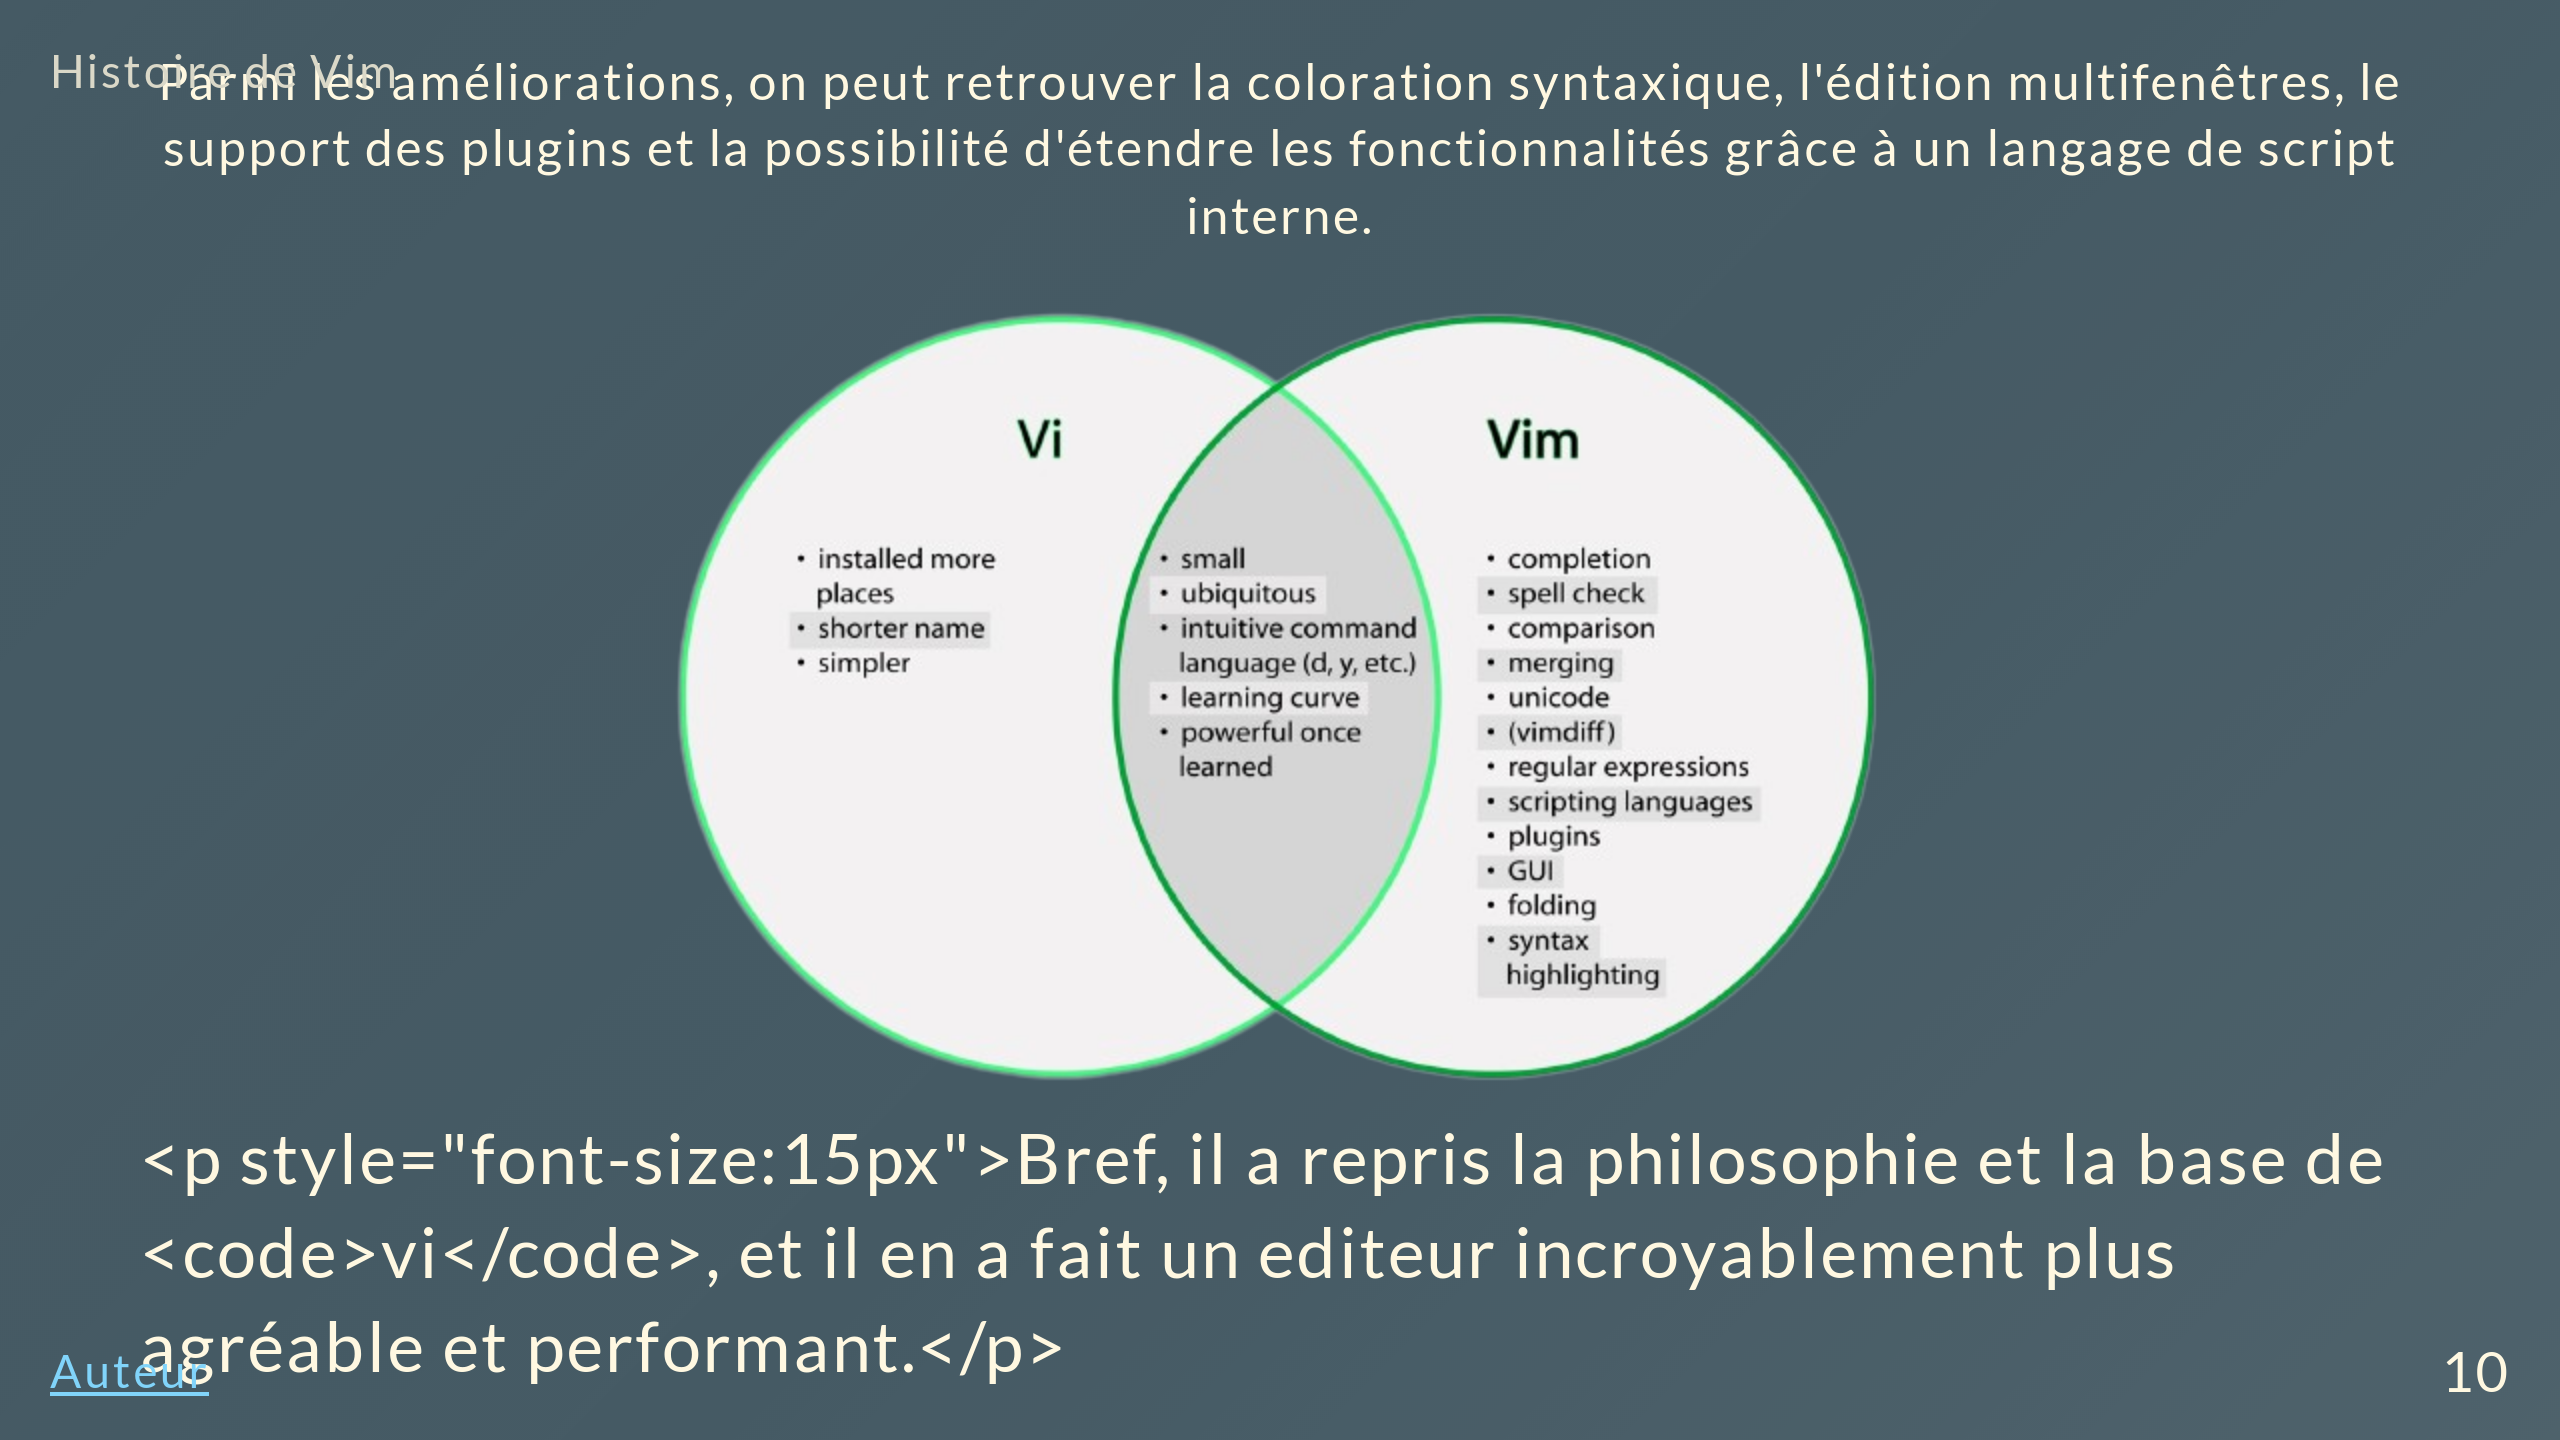 Histoire de Vim
Parmi les améliorations, on peut retrouver la coloration syntaxique, l'édition multifenêtres, le
support des plugins et la possibilité d'étendre les fonctionnalités grâce à un langage de script
interne.
Vi
• installed more
places
• shorter name
• simpler
• small
• ubiquitous
• intuitive command
language (d, y, etc.)
• learning curve
• powerful once
learned
Vim
• completion
• spell check
• comparison
• merging
• unicode
• (vimdiff)
• regular expressions
• scripting languages
• plugins
• GUI
• folding
• syntax
highlighting
<p style="font-size:15px">Bref, il a repris la philosophie et la base de
<code>vi</code>, et il en a fait un editeur incroyablement plus
agréable et performant.</p>
Auteur
10